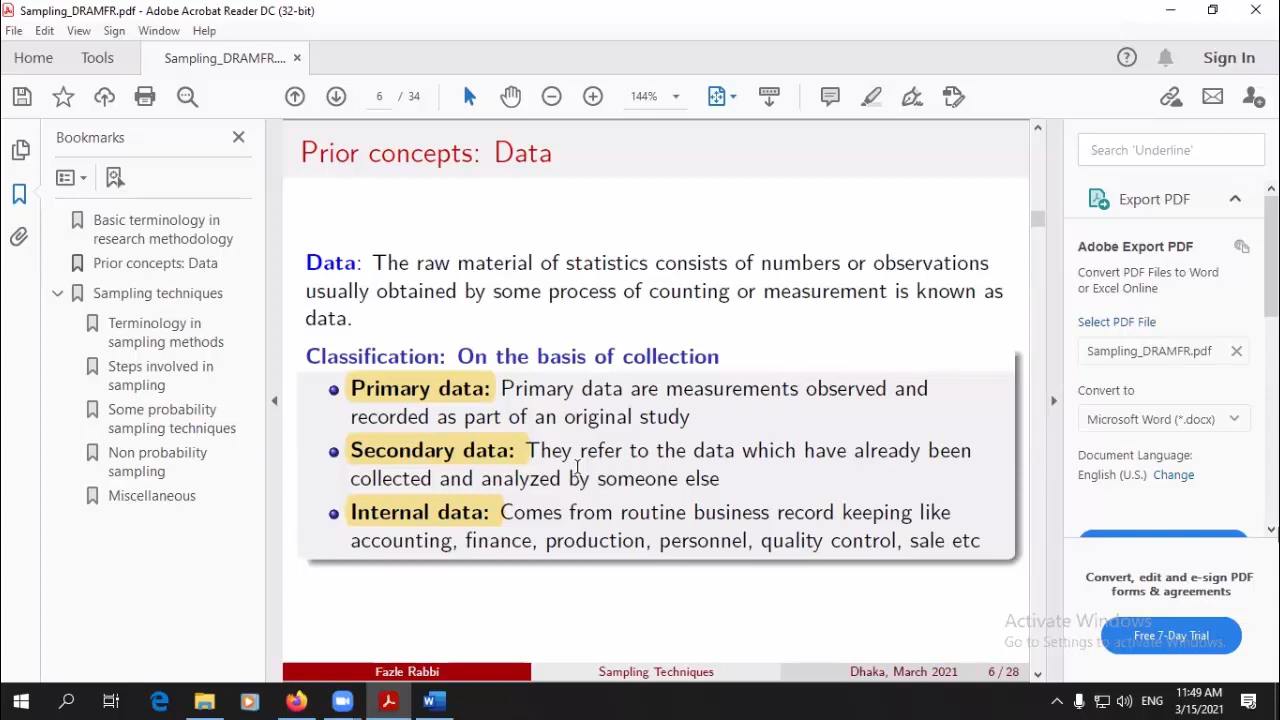 Sampling_DRAMFR.pdf - Adobe Acrobat Reader DC (32-bit)
File Edit View Sign Window Help
Home Tools Sampling_DRAMFR.... Sign In
6 / 34 144%
Bookmarks
Basic terminology in
research methodology
Prior concepts: Data
Sampling techniques
Terminology in
sampling methods
Steps involved in
sampling
Some probability
sampling techniques
Non probability
sampling
Miscellaneous
Prior concepts: Data
Data: The raw material of statistics consists of numbers or observations
usually obtained by some process of counting or measurement is known as
data.
Classification: On the basis of collection
Primary data: Primary data are measurements observed and
recorded as part of an original study
Secondary data: They refer to the data which have already been
collected and analyzed by someone else
Internal data: Comes from routine business record keeping like
accounting, finance, production, personnel, quality control, sale etc
Fazle Rabbi Sampling Techniques Dhaka, March 2021 6 / 28
Search 'Underline'
Export PDF
Adobe Export PDF
Convert PDF Files to Word
or Excel Online
Select PDF File
Sampling_DRAMFR.pdf
Convert to
Microsoft Word (*.docx)
Document Language:
English (U.S.) Change
Convert, edit and e-sign PDF
forms & agreements
Free 7-Day Trial
Activate Windows
Go to Settings to activate Windows.
ENG
11:49 AM
3/15/2021